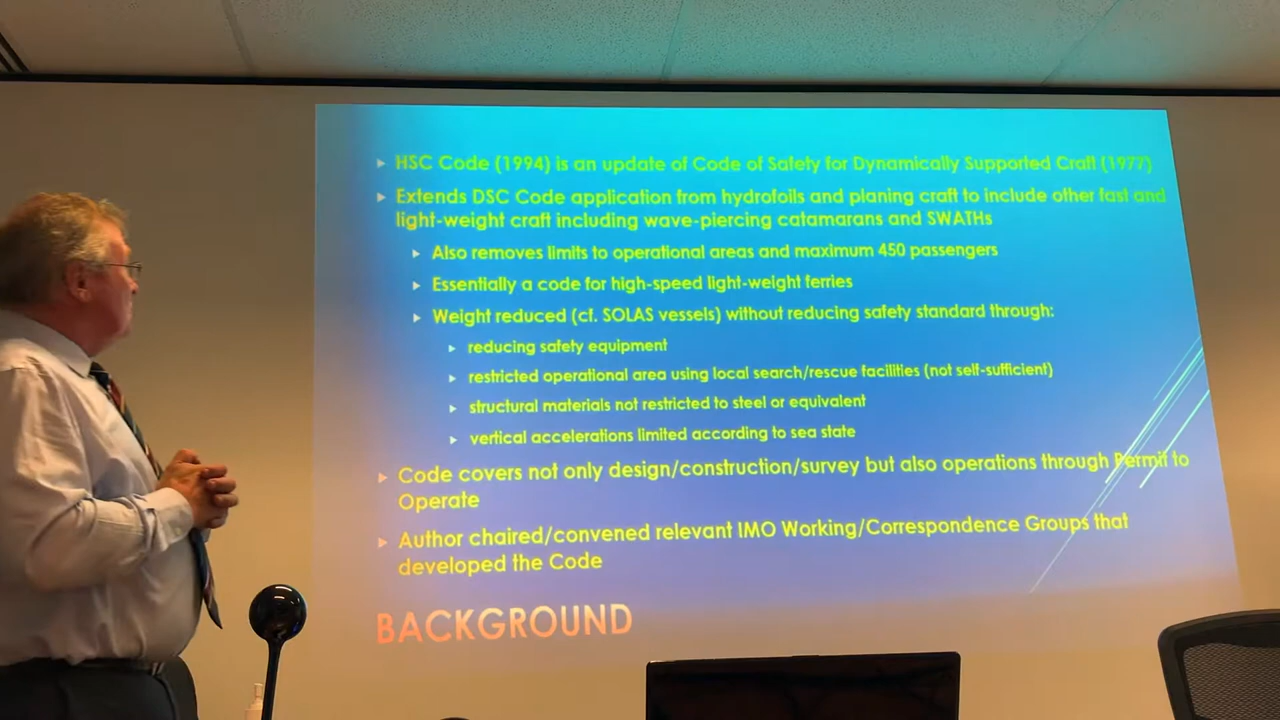 HSC Code (1994) is an update of Code of Safety for Dynamically Supported Craft (1977)
Extends DSC Code application from hydrofoils and planing craft to include other fast and
light-weight craft including wave-piercing catamarans and SWATHs
Also removes limits to operational areas and maximum 450 passengers
Essentially a code for high-speed light-weight ferries
Weight reduced (cf. SOLAS vessels) without reducing safety standard through:
reducing safety equipment
restricted operational area using local search/rescue facilities (not self-sufficient)
structural materials not restricted to steel or equivalent
vertical accelerations limited according to sea state
Code covers not only design/construction/survey but also operations through Permit to
Operate
Author chaired/convened relevant IMO Working/Correspondence Groups that
developed the Code
BACKGROUND